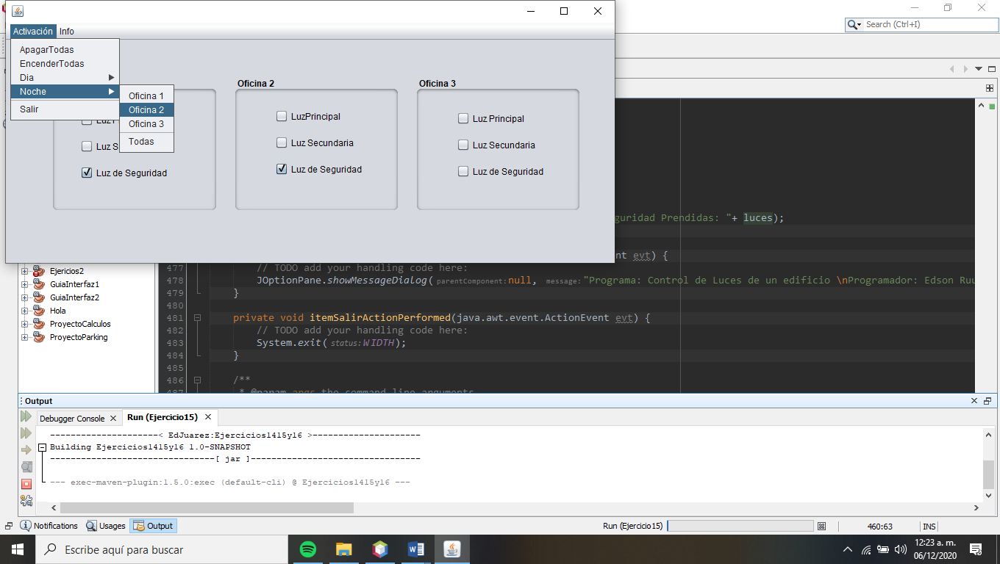 Activación Info
ApagarTodas
EncenderTodas
Dia
Noche
Salir
Oficina 1
Oficina 2
Oficina 3
Todas
Luz S
Luz de Seguridad
Oficina 2
LuzPrincipal
Luz Secundaria
Luz de Seguridad
Oficina 3
Luz Principal
Luz Secundaria
Luz de Seguridad
Search (Ctrl+I)
guridad Prendidas: "+ luces);
nt evt) {
477 // TODO add your handling code here:
478 JOptionPane.showMessageDialog(parentComponent:null, message:"Programa: Control de Luces de un edificio \nProgramador: Edson Ruu
479 }
480
481 private void itemSalirActionPerformed(java.awt.event.ActionEvent evt) {
482 // TODO add your handling code here:
483 System.exit(status:WIDTH);
484 }
485
486 /**
487 * @param args the command line arguments
Ejericios2
GuiaInterfaz1
GuiaInterfaz2
Hola
ProyectoCalculos
ProyectoParking
Output
Debugger Console Run (Ejercicio15)
---------------------< EdJuarez:Ejercicios1415y16 >---------------------
Building Ejercicios1415y16 1.0-SNAPSHOT
--------------------------------[ jar ]---------------------------------
--- exec-maven-plugin:1.5.0:exec (default-cli) @ Ejercicios1415y16 ---
Notifications Usages Output Run (Ejercicio15) 460:63 INS
Escribe aquí para buscar
12:23 a. m.
06/12/2020